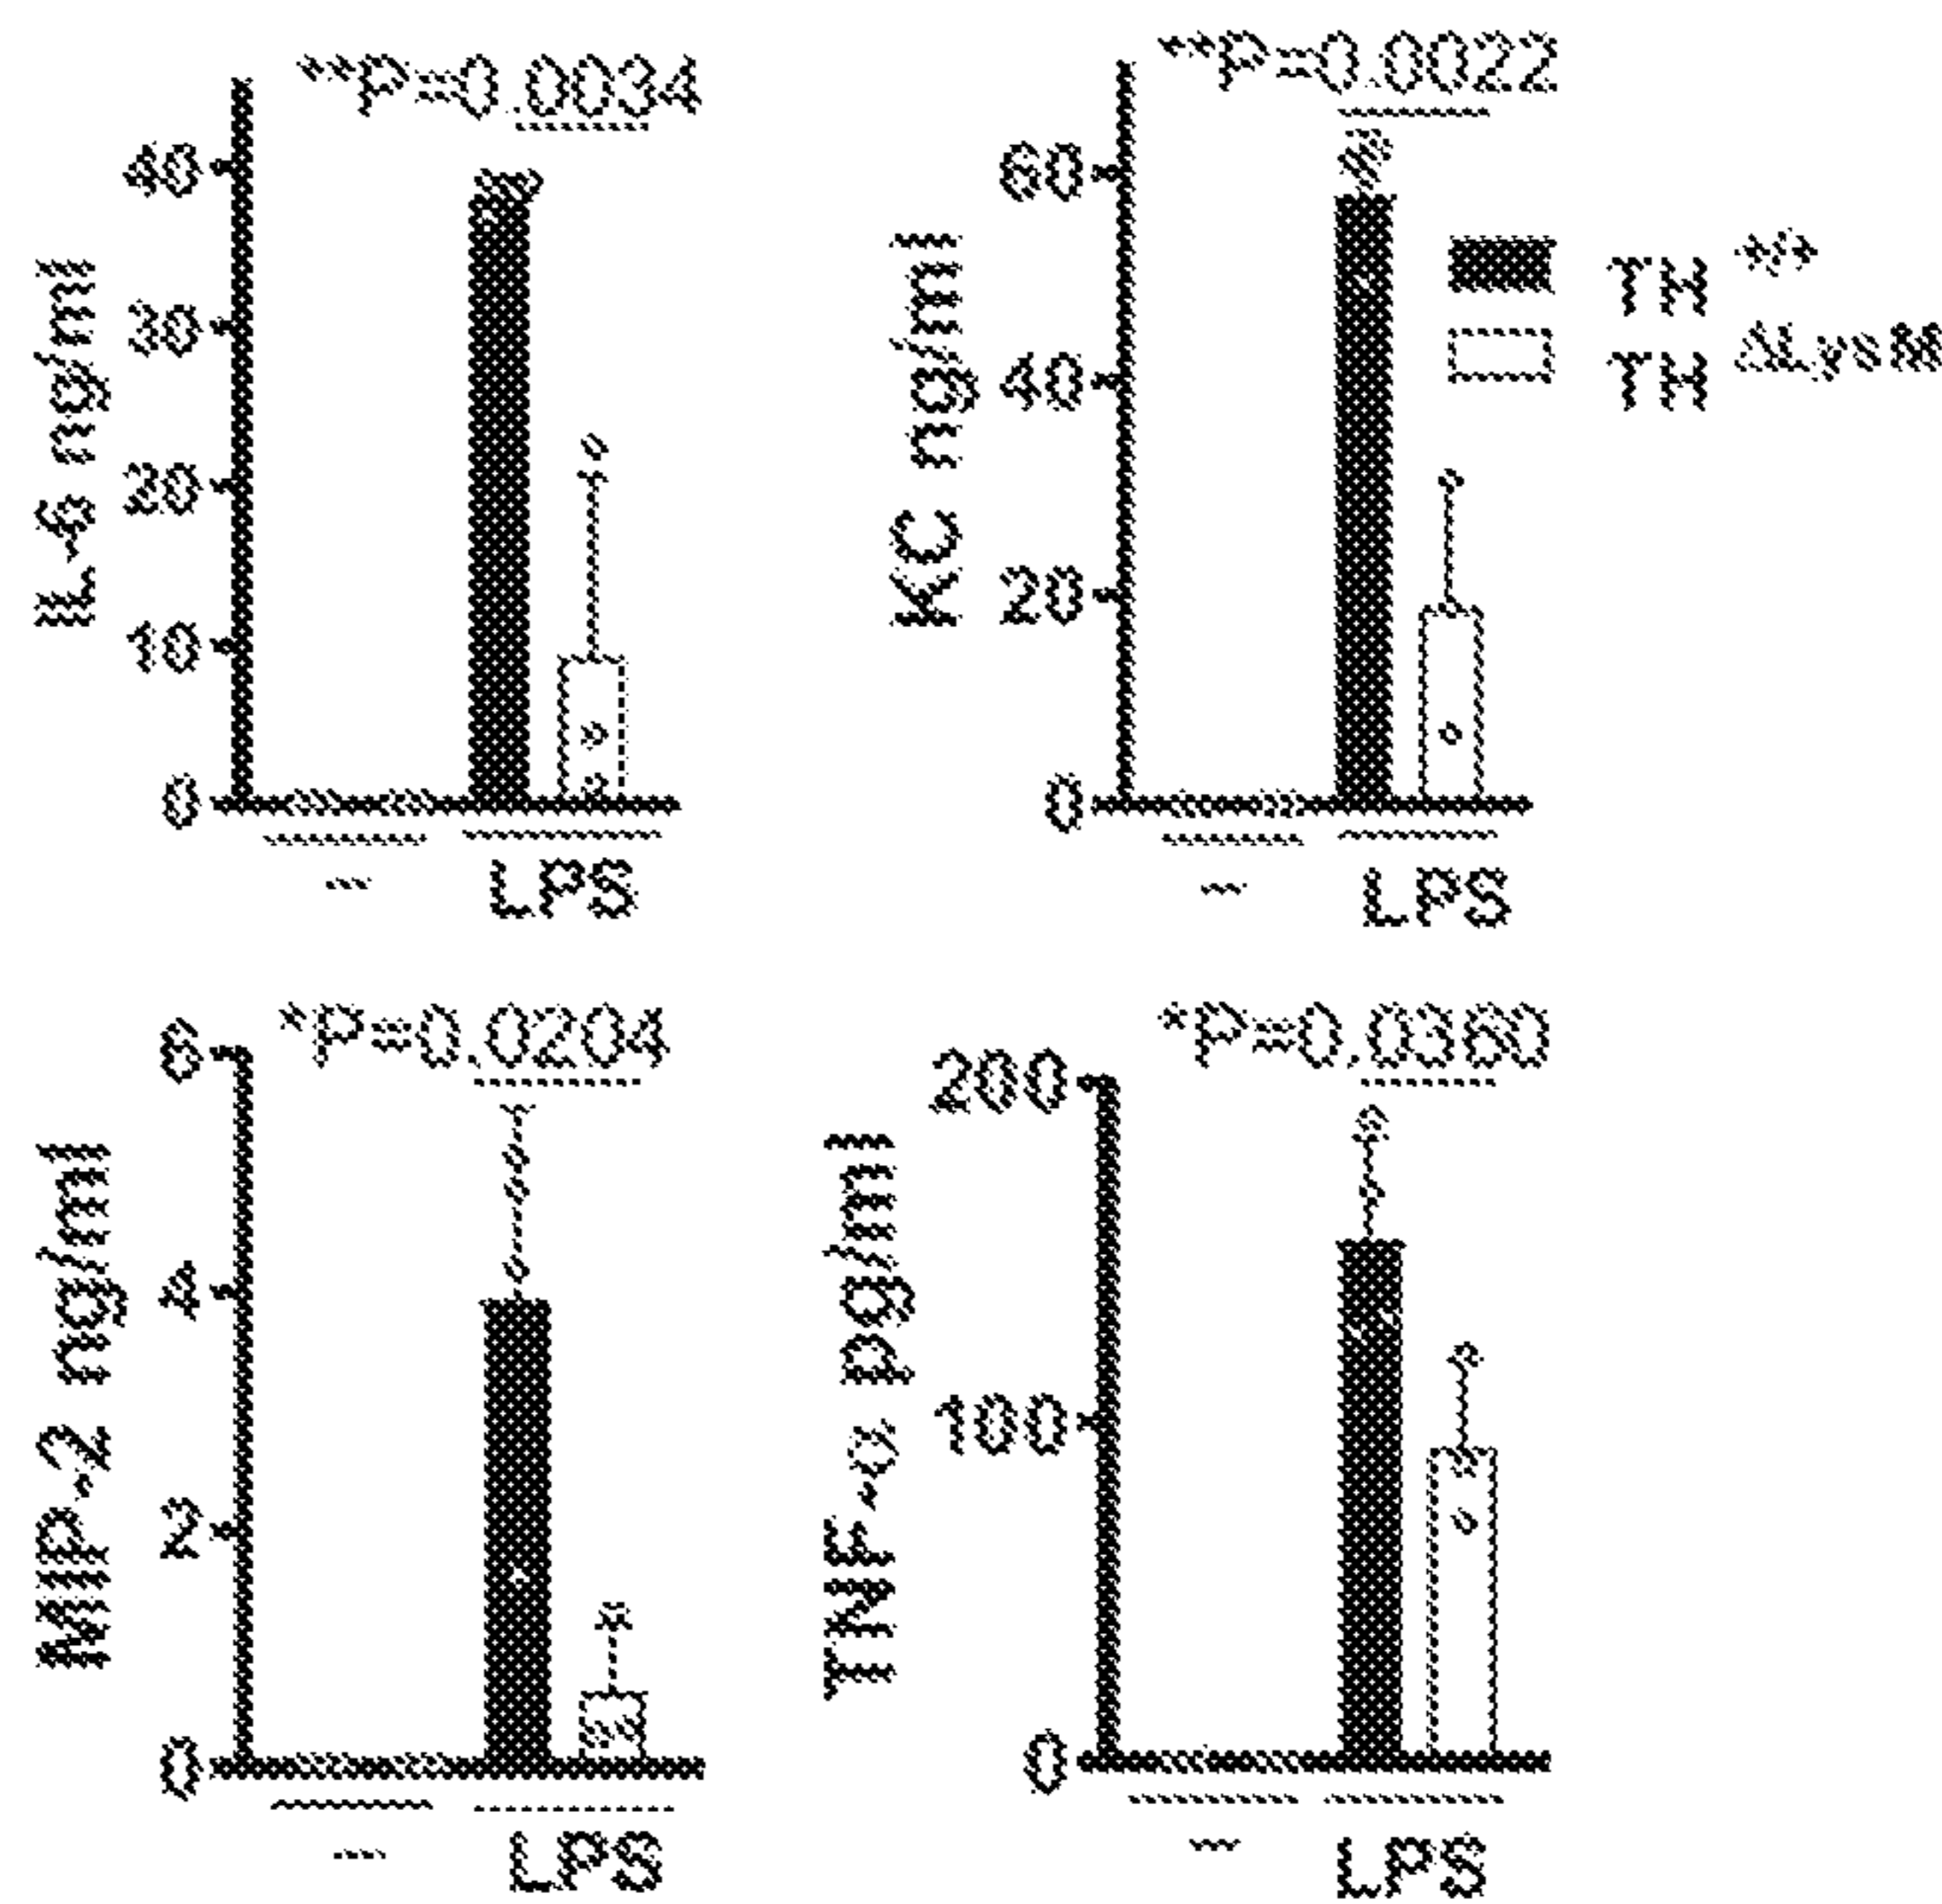 **P=0.0034
40
30
20
10
0
IL-6 ng/ml
-
LPS
**P=0.0022
60
40
20
0
KC ng/ml
-
LPS
TH +/+
TH ΔLysM
*P=0.0204
6
4
2
0
MIP-2 ng/ml
-
LPS
*P=0.0360
200
100
0
TNF-α pg/ml
-
LPS